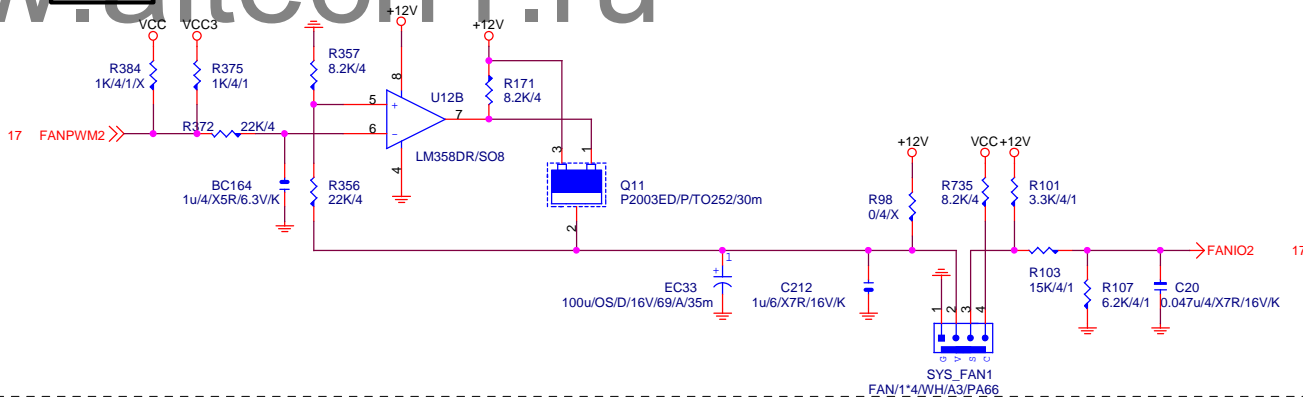 w.aitech1.ru
VCC VCC3 +12V +12V
R384
1K/4/1/X
R375
1K/4/1
R357
8.2K/4
8
U12B
R171
8.2K/4
5 +
17 FANPWM2
R372 22K/4
6 −
7
LM358DR/SO8
4
3 1
BC164
1u/4/X5R/6.3V/K
R356
22K/4
Q11
P2003ED/P/TO252/30m
2
+12V VCC +12V
R98
0/4/X
R735
8.2K/4
R101
3.3K/4/1
FANIO2 17
+ 1
EC33
100u/OS/D/16V/69/A/35m
C212
1u/6/X7R/16V/K
R103
15K/4/1
R107
6.2K/4/1
C20
0.047u/4/X7R/16V/K
1 2 3 4
G V S C
SYS_FAN1
FAN/1*4/WH/A3/PA66